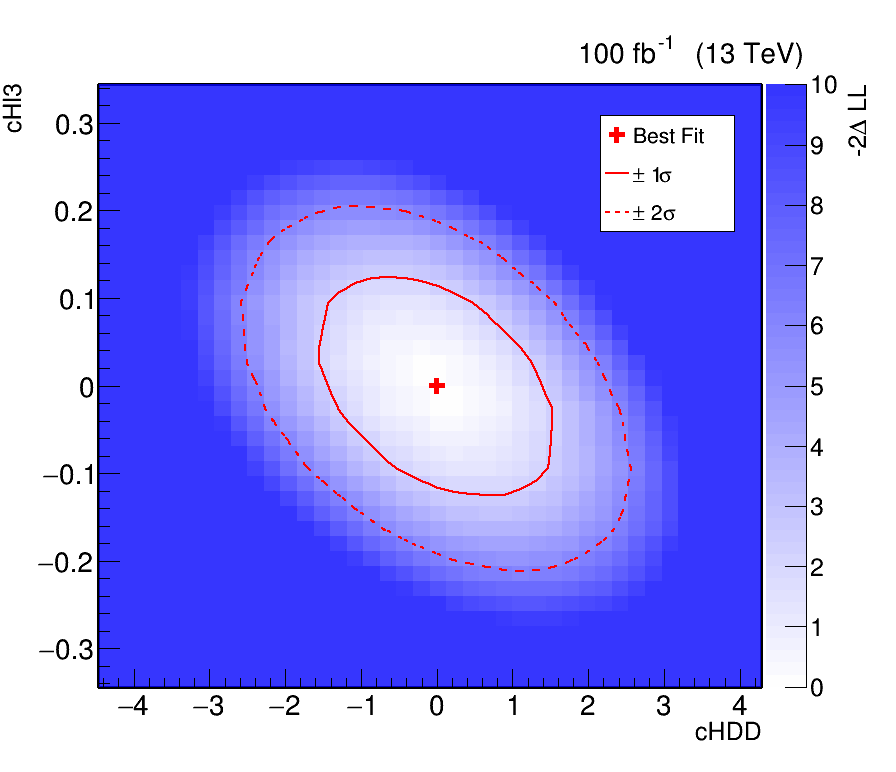 100 fb-1 (13 TeV)
cHl3
0.3
0.2
0.1
0
−0.1
−0.2
−0.3
Best Fit
± 1σ
± 2σ
10
9
8
7
6
5
4
3
2
1
0
-2Δ LL
−4 −3 −2 −1 0 1 2 3 4
cHDD